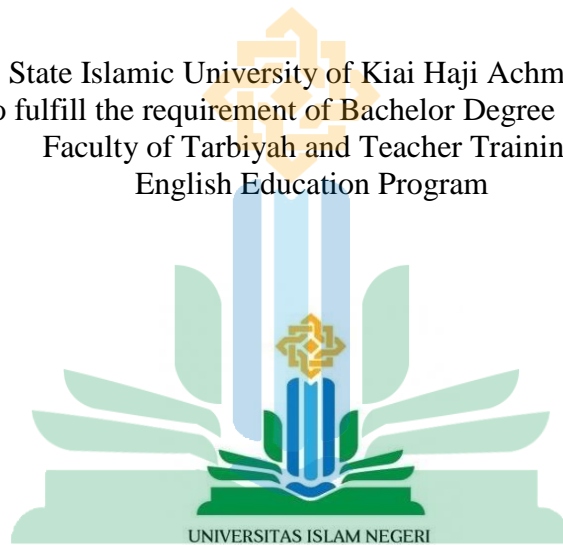 State Islamic University of Kiai Haji Achm
o fulfill the requirement of Bachelor Degree
Faculty of Tarbiyah and Teacher Trainin
English Education Program
UNIVERSITAS ISLAM NEGERI